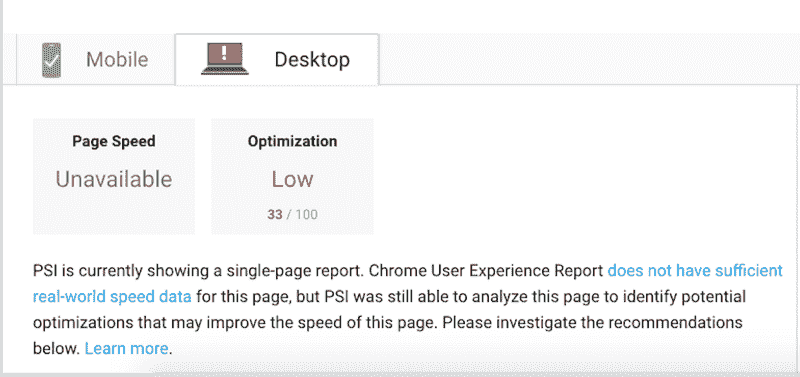 Mobile
Desktop
Page Speed
Unavailable
Optimization
Low
33 / 100
PSI is currently showing a single-page report. Chrome User Experience Report does not have sufficient
real-world speed data for this page, but PSI was still able to analyze this page to identify potential
optimizations that may improve the speed of this page. Please investigate the recommendations
below. Learn more.